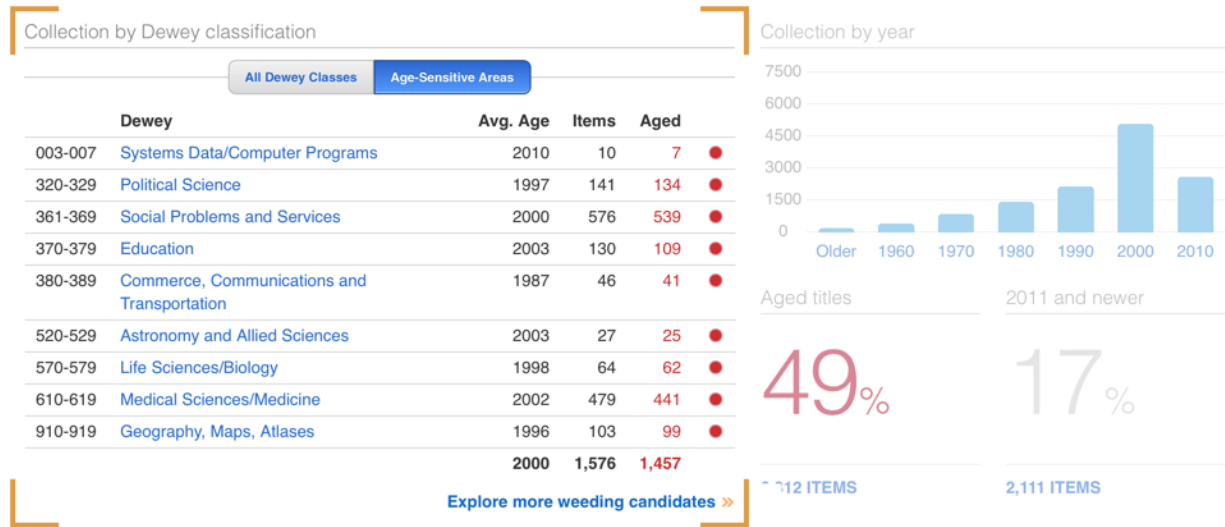 Collection by Dewey classification
All Dewey Classes Age-Sensitive Areas
Dewey Avg. Age Items Aged
003-007 Systems Data/Computer Programs 2010 10 7
320-329 Political Science 1997 141 134
361-369 Social Problems and Services 2000 576 539
370-379 Education 2003 130 109
380-389 Commerce, Communications and 1987 46 41
Transportation
520-529 Astronomy and Allied Sciences 2003 27 25
570-579 Life Sciences/Biology 1998 64 62
610-619 Medical Sciences/Medicine 2002 479 441
910-919 Geography, Maps, Atlases 1996 103 99
2000 1,576 1,457
Explore more weeding candidates »
Collection by year
7500
6000
4500
3000
1500
0
Older 1960 1970 1980 1990 2000 2010
Aged titles
49%
ITEMS
2011 and newer
17%
2,111 ITEMS